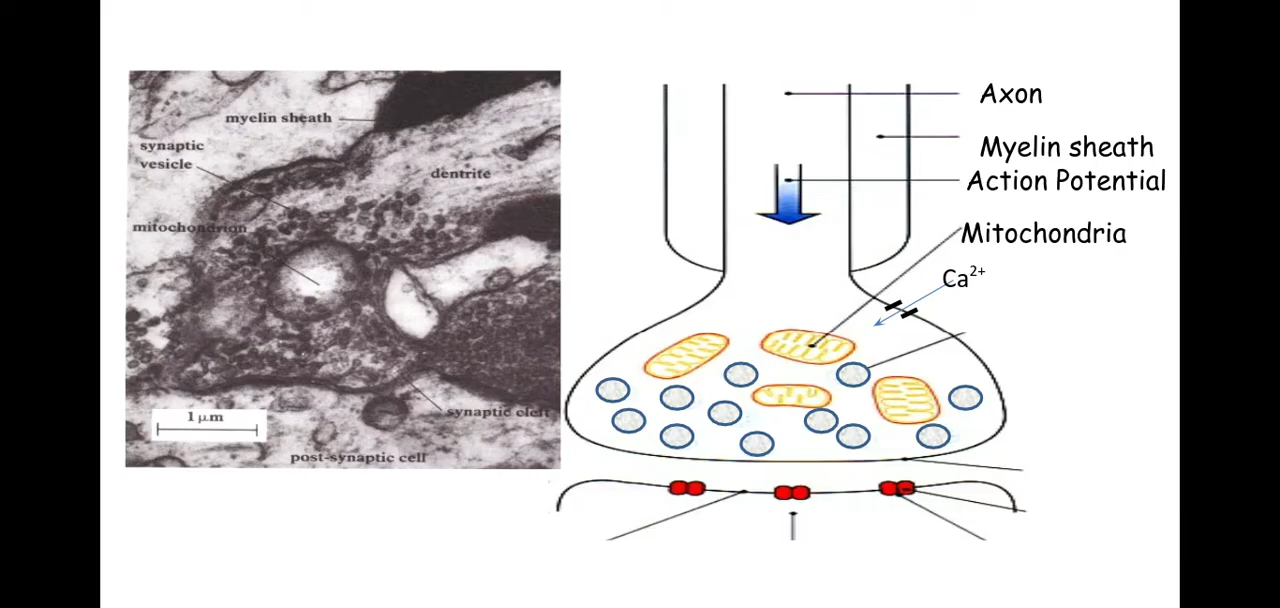 myelin sheath
synaptic
vesicle
dentrite
mitochondrion
1 μm
synaptic cleft
post-synaptic cell
Axon
Myelin sheath
Action Potential
Mitochondria
Ca²⁺